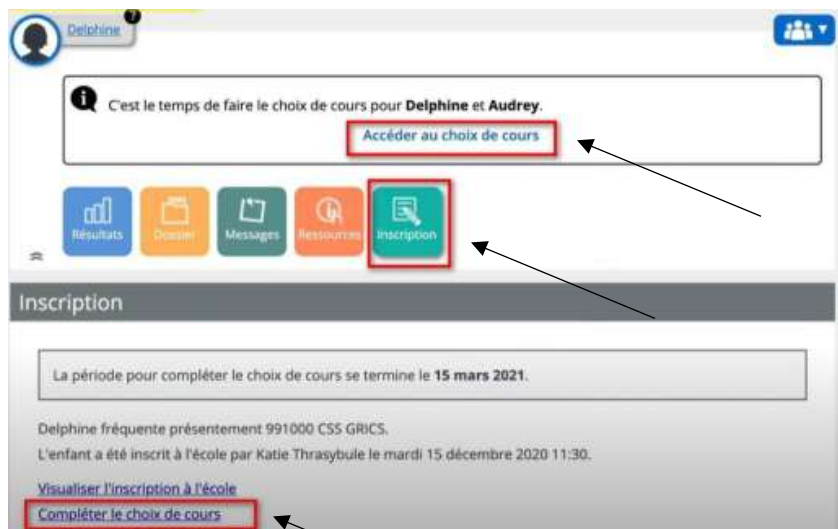 Delphine
7
C'est le temps de faire le choix de cours pour Delphine et Audrey.
Accéder au choix de cours
Résultats
Dossier
Messages
Ressources
Inscription
Inscription
La période pour compléter le choix de cours se termine le 15 mars 2021.
Delphine fréquente présentement 991000 CSS GRICS.
L'enfant a été inscrit à l'école par Katie Thrasybule le mardi 15 décembre 2020 11:30.
Visualiser l'inscription à l'école
Compléter le choix de cours